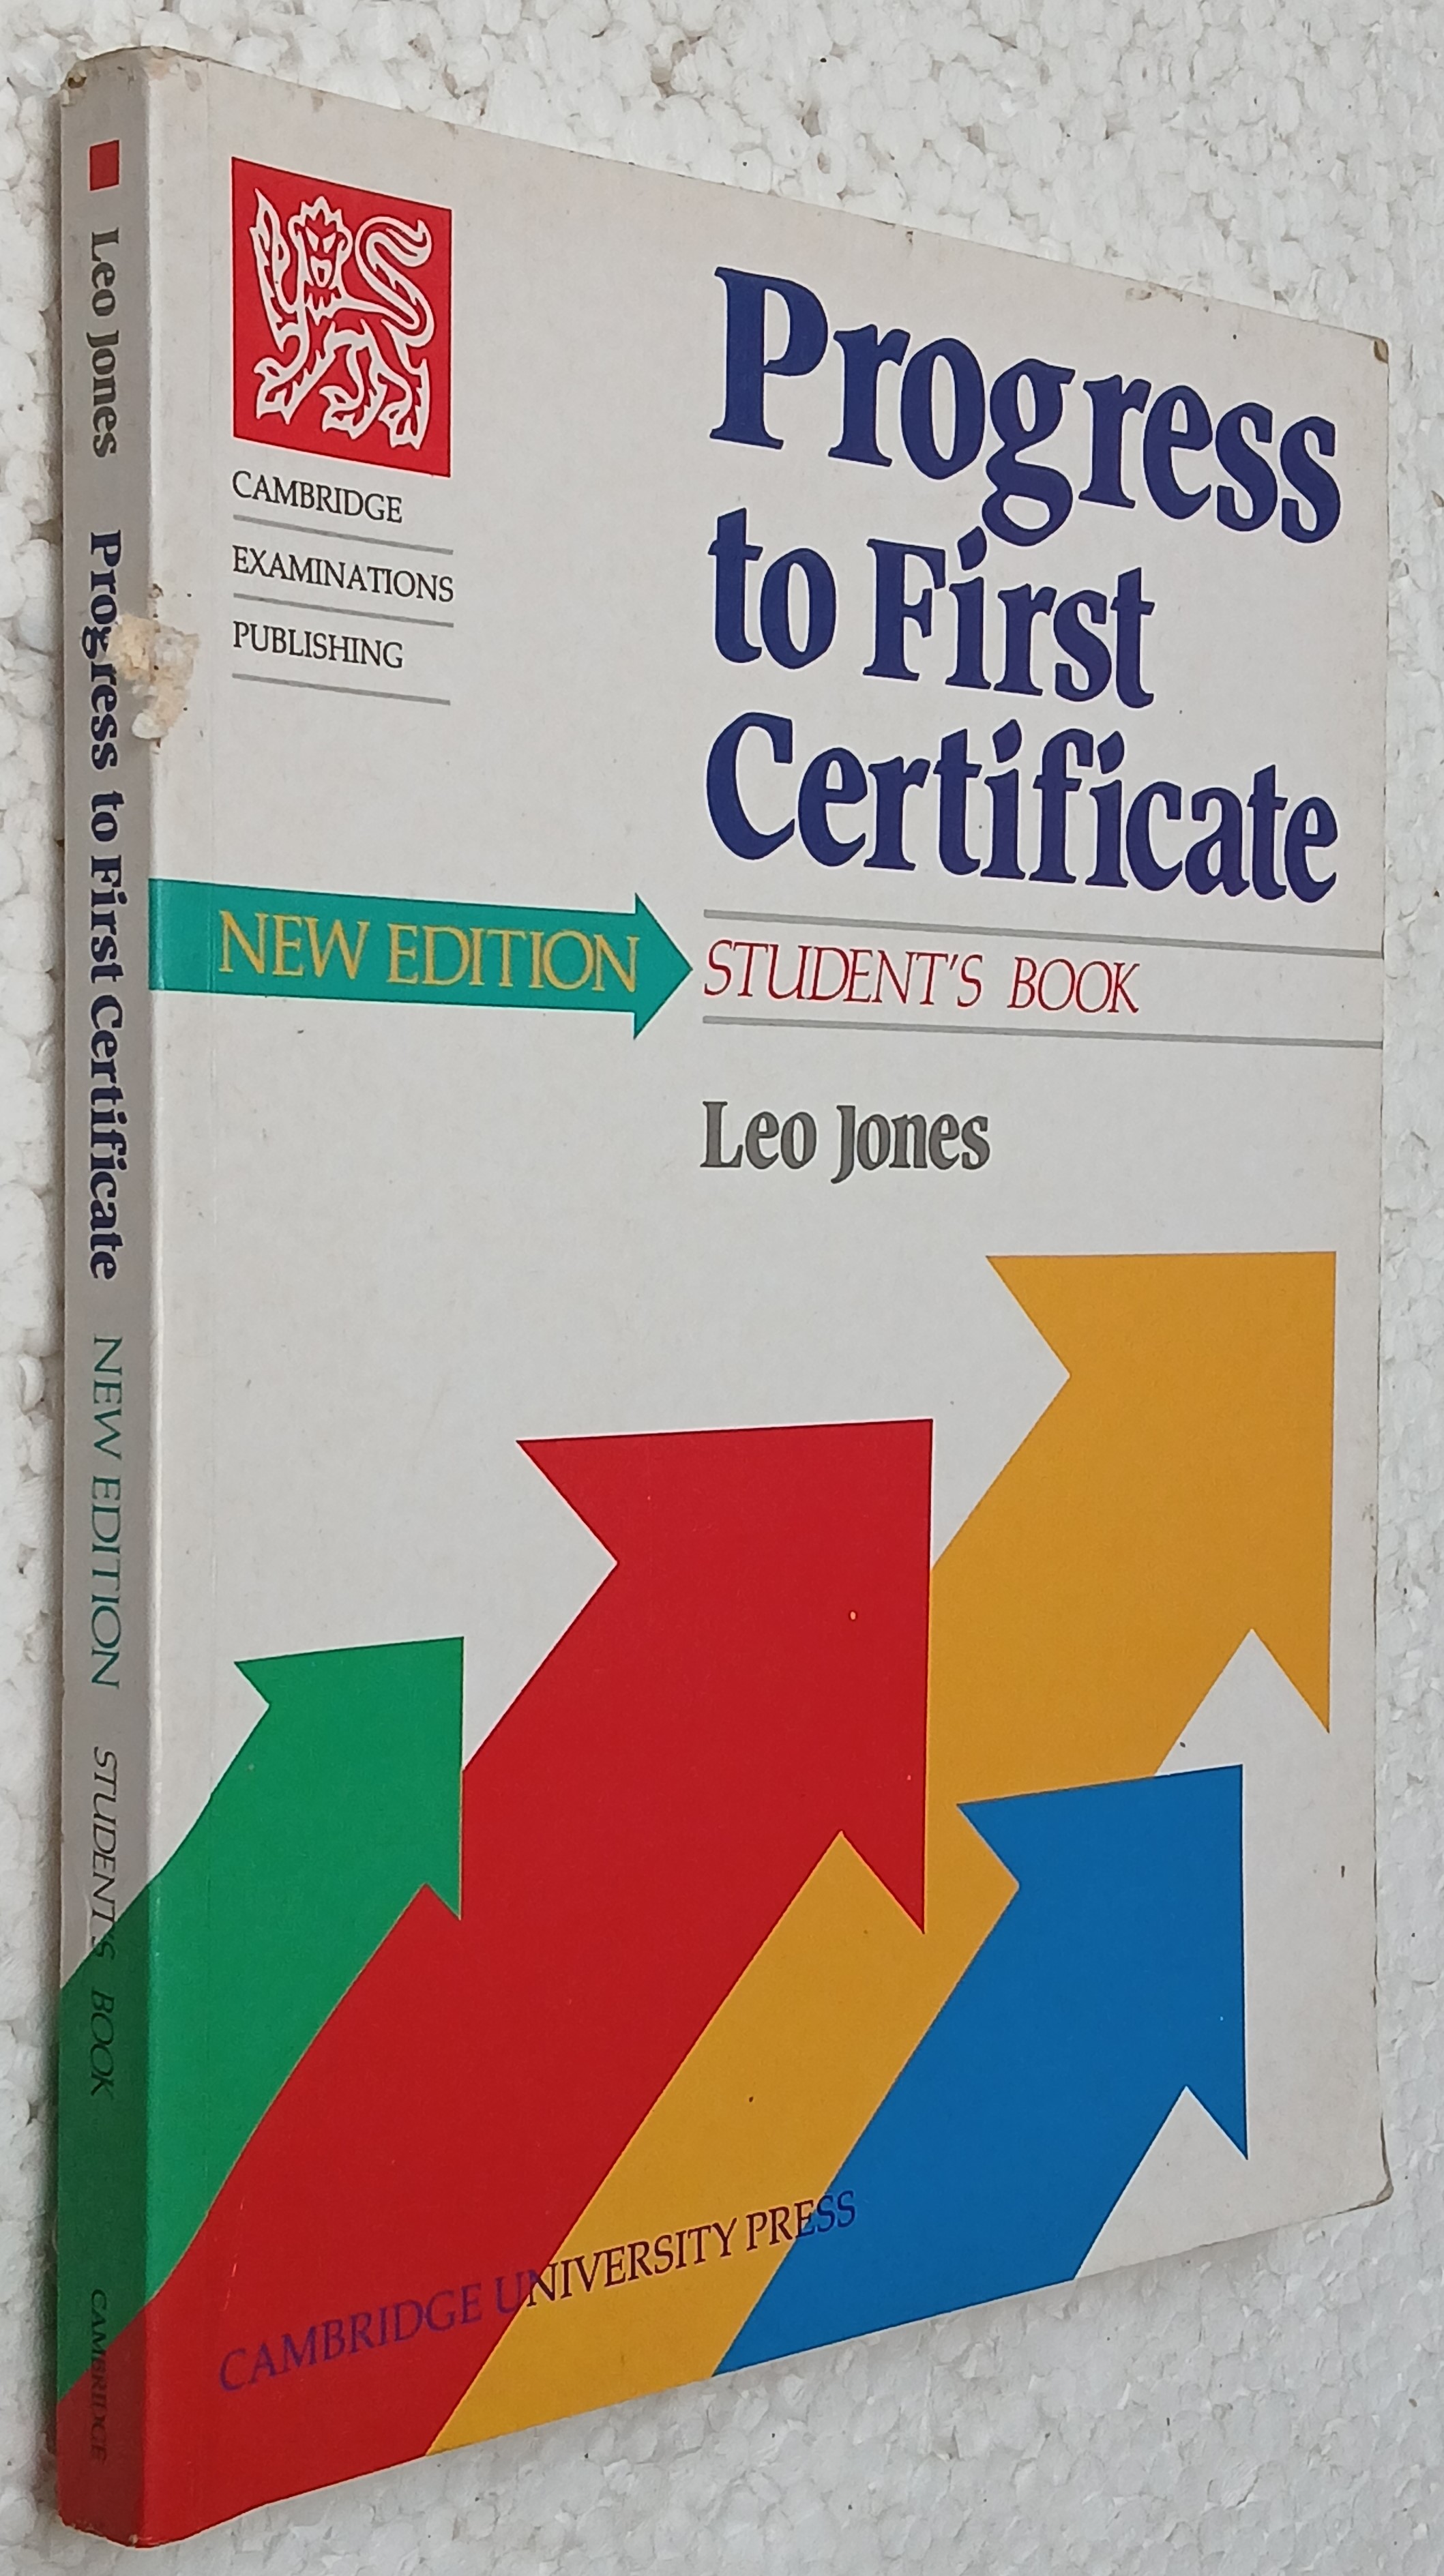 Leo Jones Progress to First Certificate NEW EDITION STUDENT'S BOOK CAMBRIDGE
CAMBRIDGE
EXAMINATIONS
PUBLISHING
Progress
to First
Certificate
NEW EDITION
STUDENT'S BOOK
Leo Jones
CAMBRIDGE UNIVERSITY PRESS